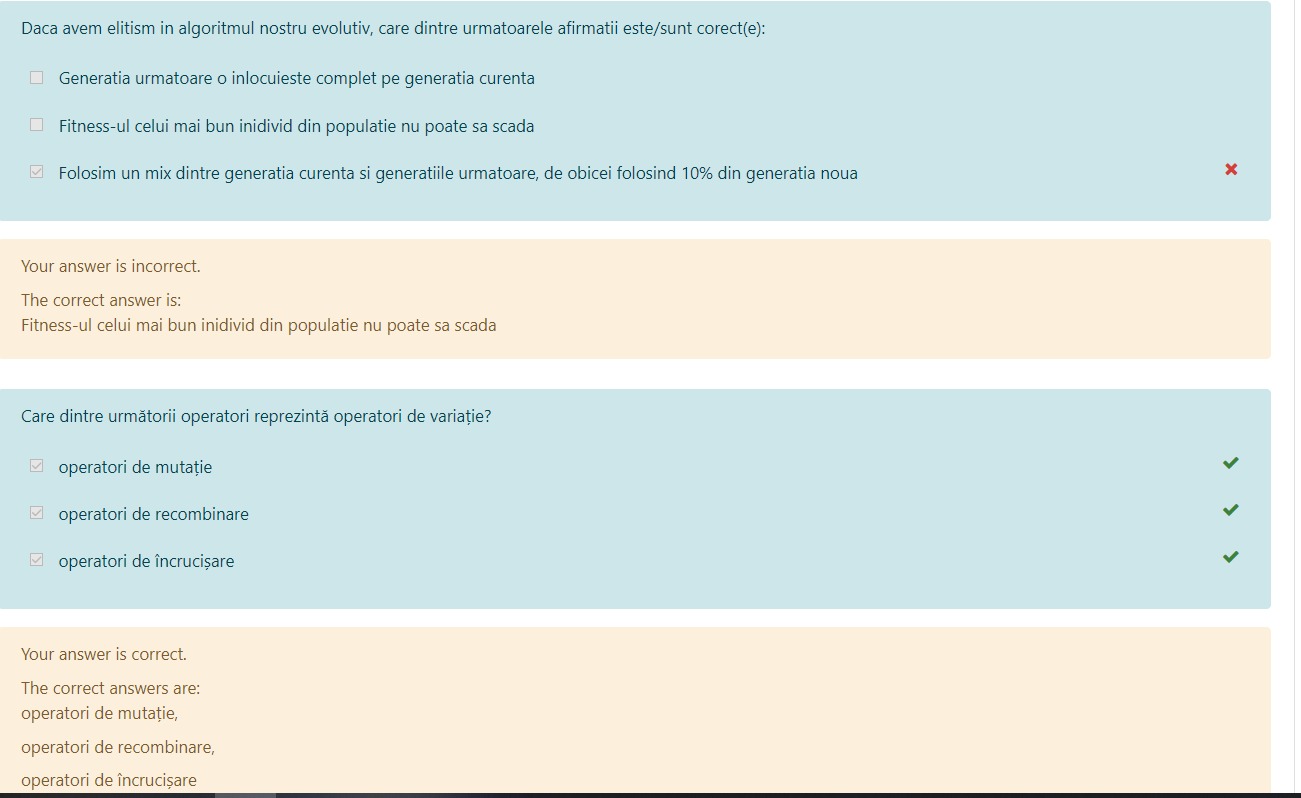 Daca avem elitism in algoritmul nostru evolutiv, care dintre urmatoarele afirmatii este/sunt corect(e):
Generatia urmatoare o inlocuieste complet pe generatia curenta
Fitness-ul celui mai bun inidivid din populatie nu poate sa scada
Folosim un mix dintre generatia curenta si generatiile urmatoare, de obicei folosind 10% din generatia noua
Your answer is incorrect.
The correct answer is:
Fitness-ul celui mai bun inidivid din populatie nu poate sa scada
Care dintre următorii operatori reprezintă operatori de variație?
operatori de mutație
operatori de recombinare
operatori de încrucișare
Your answer is correct.
The correct answers are:
operatori de mutație,
operatori de recombinare,
operatori de încrucișare